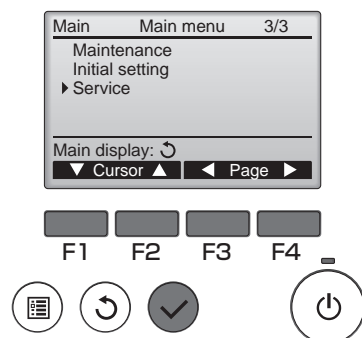 Main Main menu 3/3
Maintenance
Initial setting
Service
Main display:
Cursor Page
F1 F2 F3 F4